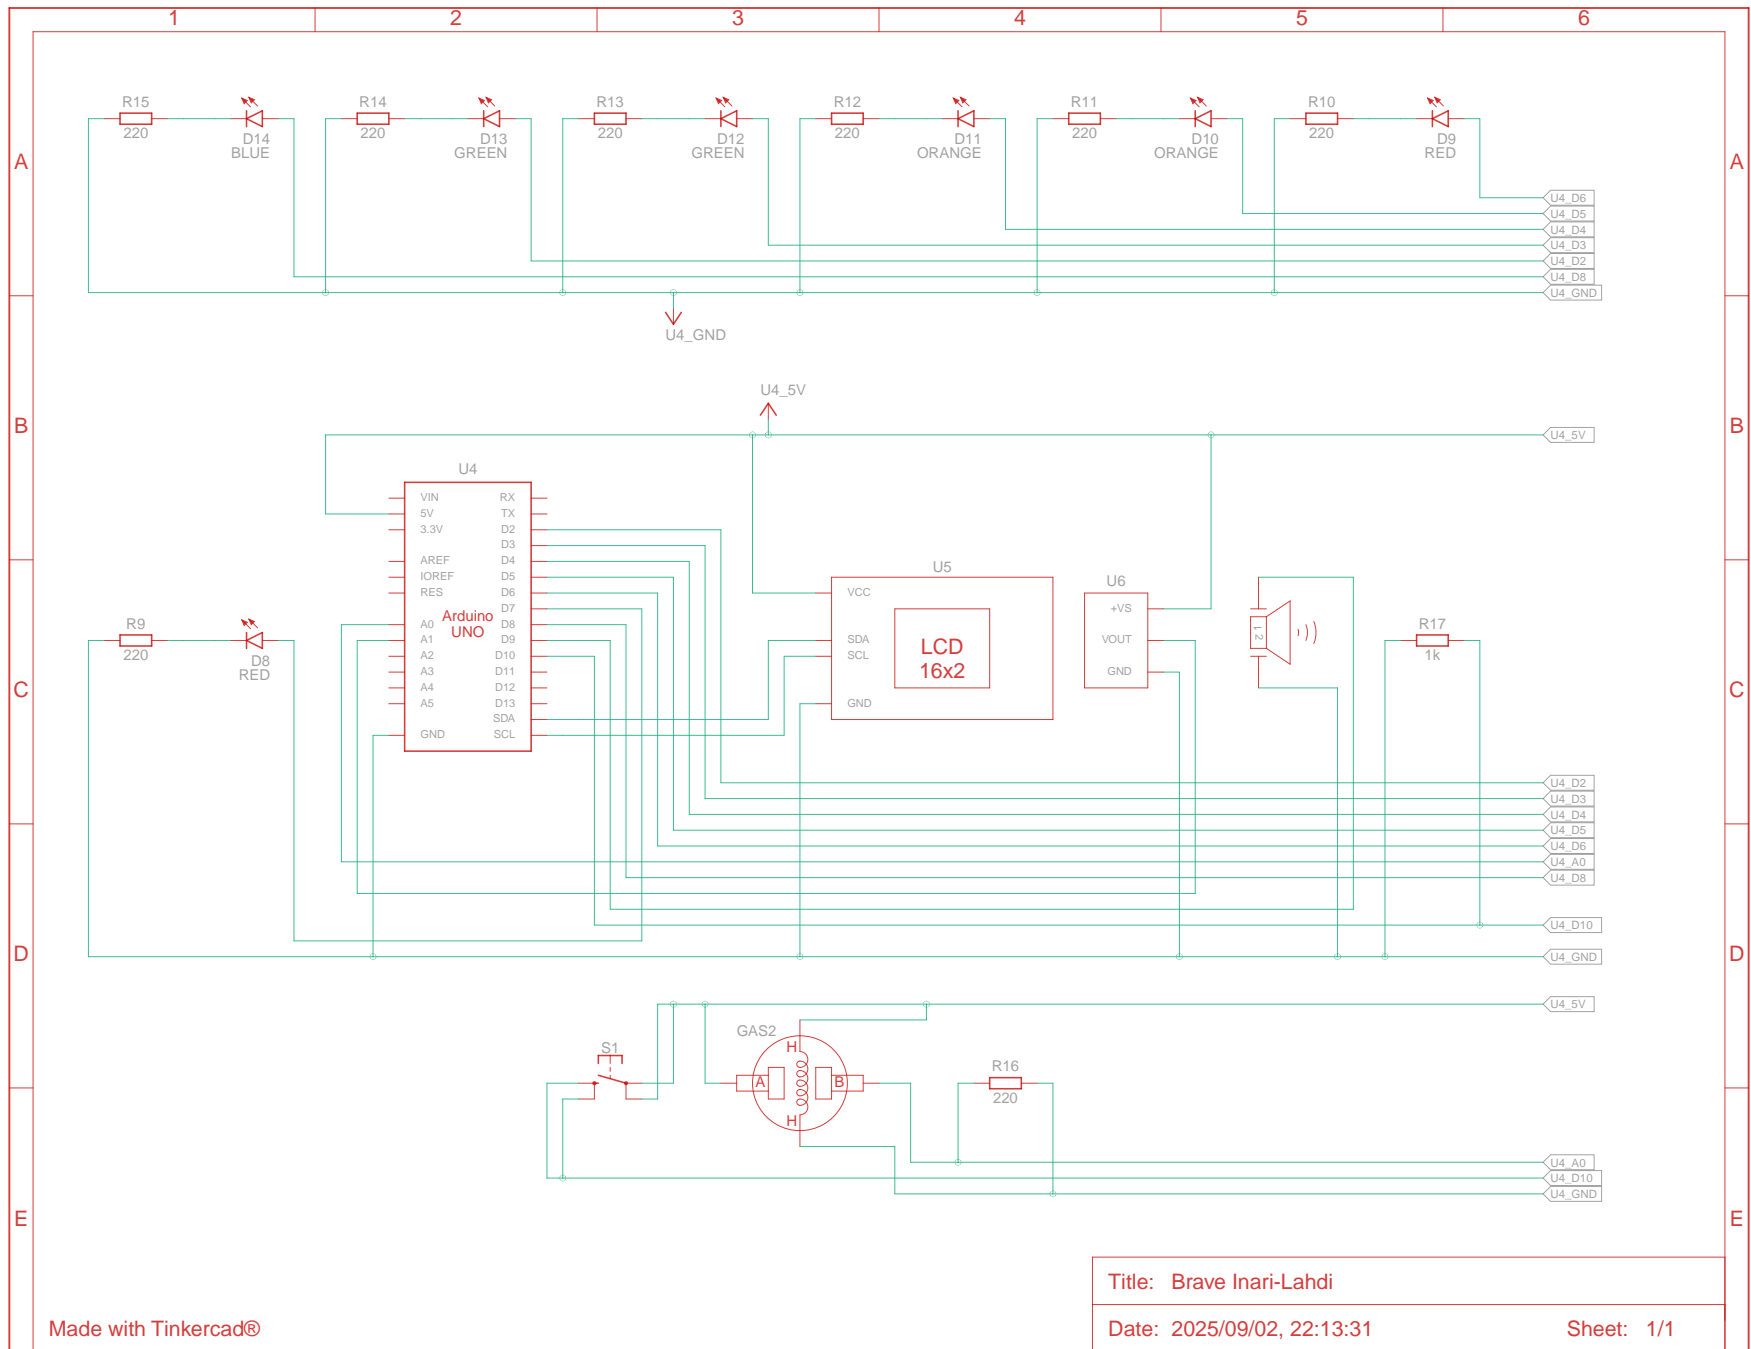 1 2 3 4 5 6
A A
R15 R14 R13 R12 R11 R10
220 220 220 220 220 220
D14 D13 D12 D11 D10 D9
BLUE GREEN GREEN ORANGE ORANGE RED
U4_D6
U4_D5
U4_D4
U4_D3
U4_D2
U4_D8
U4_GND
U4_GND
B B
U4_5V
U4_5V
U4
VIN RX
5V TX
3.3V D2
D3
AREF D4
IOREF D5
RES D6
D7
A0 D8
A1 D9
A2 D10
A3 D11
A4 D12
A5 D13
SDA
GND SCL
Arduino
UNO
C C
R9
220
D8
RED
U5
VCC
SDA
SCL
GND
LCD
16x2
U6
+VS
VOUT
GND
1 2
R17
1k
U4_D2
U4_D3
U4_D4
U4_D5
U4_D6
U4_A0
U4_D8
U4_D10
U4_GND
D D
U4_5V
S1
GAS2
H
A B
H
R16
220
U4_A0
U4_D10
U4_GND
E E
Title: Brave Inari-Lahdi
Made with Tinkercad®
Date: 2025/09/02, 22:13:31 Sheet: 1/1